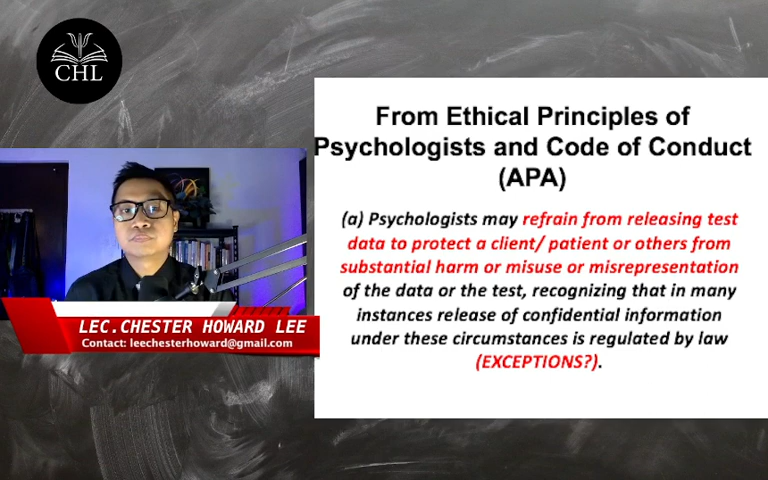 CHL
From Ethical Principles of
Psychologists and Code of Conduct
(APA)
(a) Psychologists may refrain from releasing test
data to protect a client/ patient or others from
substantial harm or misuse or misrepresentation
of the data or the test, recognizing that in many
instances release of confidential information
under these circumstances is regulated by law
(EXCEPTIONS?).
LEC.CHESTER HOWARD LEE
Contact: leechesterhoward@gmail.com